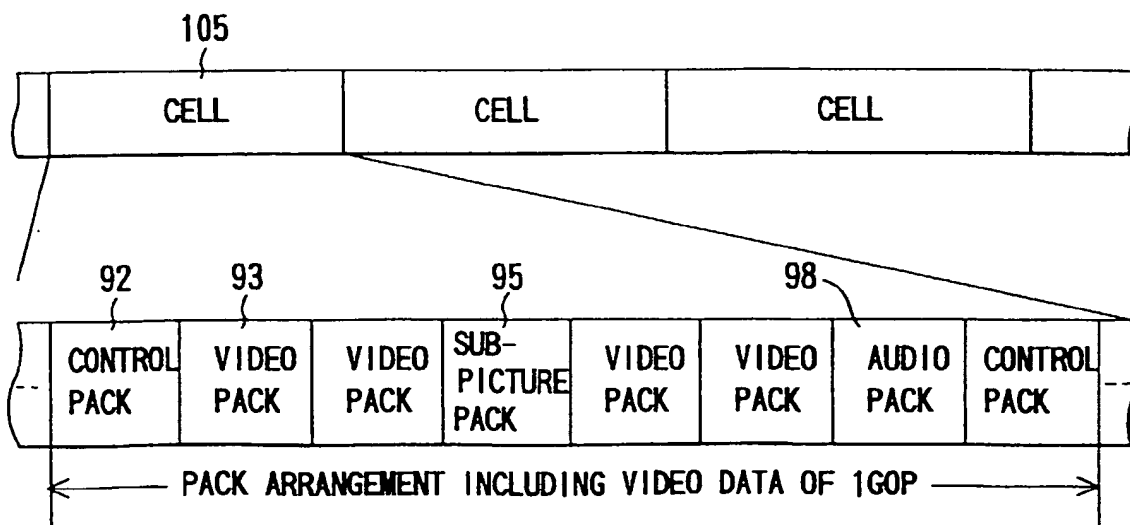 105
CELL CELL CELL
92 93 95 98
CONTROL PACK VIDEO PACK VIDEO PACK SUB-PICTURE PACK VIDEO PACK VIDEO PACK AUDIO PACK CONTROL PACK
PACK ARRANGEMENT INCLUDING VIDEO DATA OF 1GOP